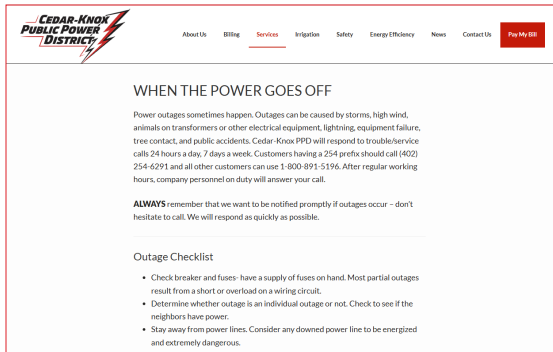 CEDAR-KNOX
PUBLIC POWER
DISTRICT
About Us Billing Services Irrigation Safety Energy Efficiency News Contact Us Pay My Bill
WHEN THE POWER GOES OFF
Power outages sometimes happen. Outages can be caused by storms, high wind,
animals on transformers or other electrical equipment, lightning, equipment failure,
tree contact, and public accidents. Cedar-Knox PPD will respond to trouble/service
calls 24 hours a day, 7 days a week. Customers having a 254 prefix should call (402)
254-6291 and all other customers can use 1-800-891-5196. After regular working
hours, company personnel on duty will answer your call.
ALWAYS remember that we want to be notified promptly if outages occur – don't
hesitate to call. We will respond as quickly as possible.
Outage Checklist
• Check breaker and fuses- have a supply of fuses on hand. Most partial outages
result from a short or overload on a wiring circuit.
• Determine whether outage is an individual outage or not. Check to see if the
neighbors have power.
• Stay away from power lines. Consider any downed power line to be energized
and extremely dangerous.